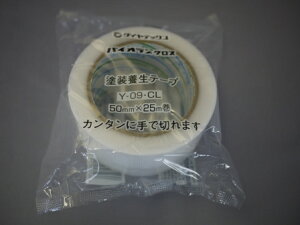 ダイヤテックス
パイオランクロス
塗装養生テープ
Y-09-CL
50mm×25m巻
カンタンに手で切れます